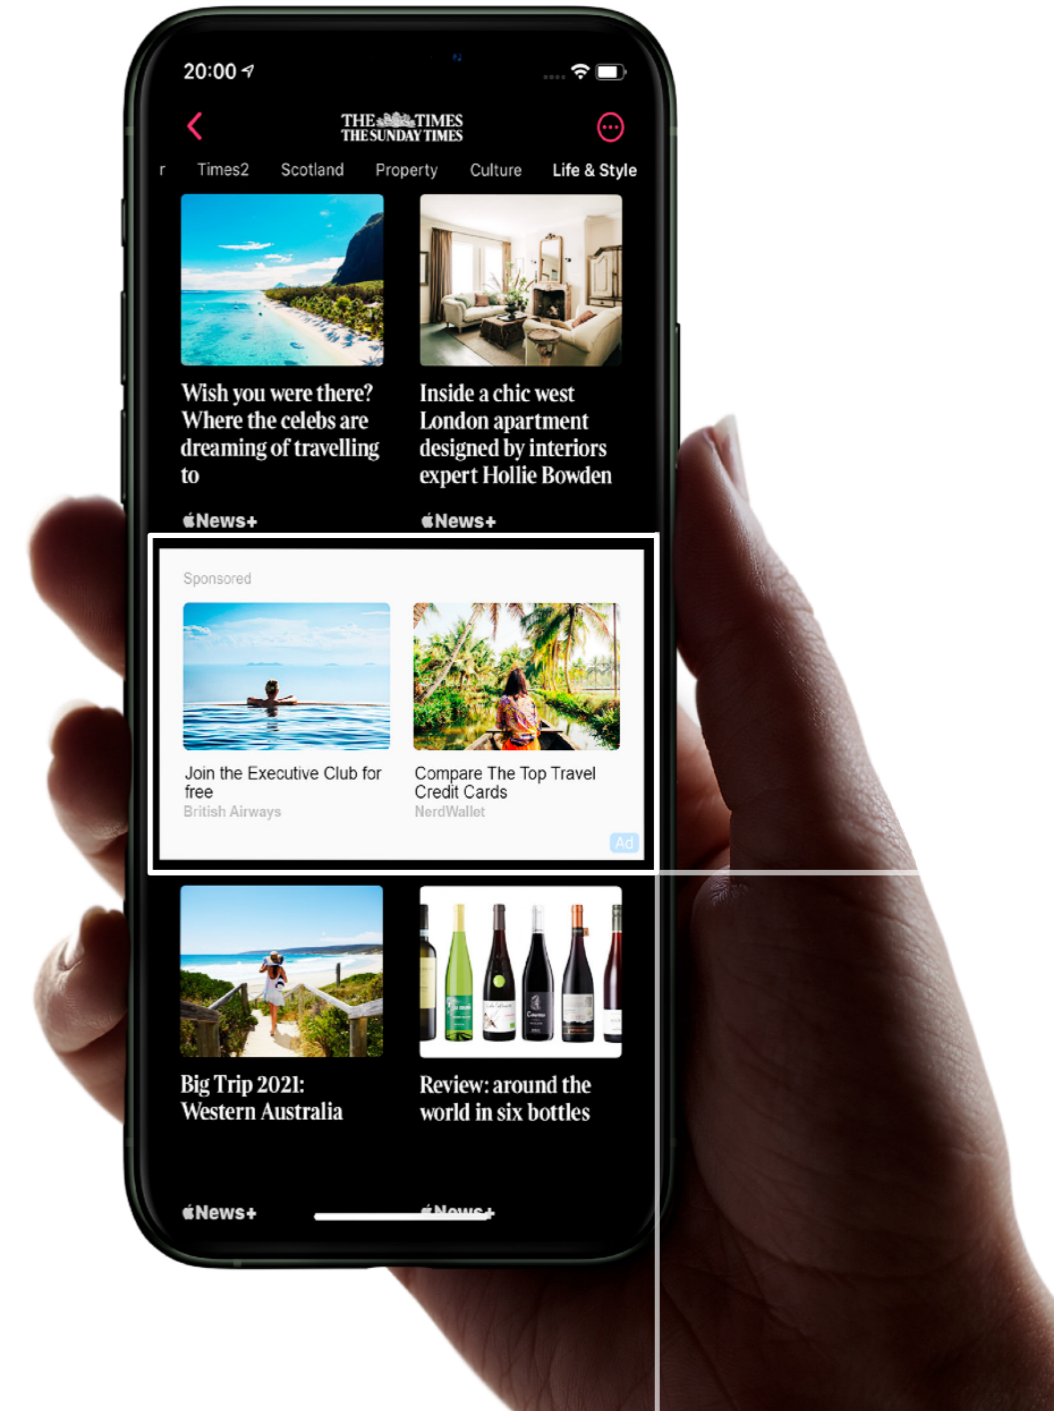 20:00
THE TIMES
THE SUNDAY TIMES
r Times2 Scotland Property Culture Life & Style
Wish you were there?
Where the celebs are
dreaming of travelling
to
Inside a chic west
London apartment
designed by interiors
expert Hollie Bowden
News+
News+
Sponsored
Join the Executive Club for
free
British Airways
Compare The Top Travel
Credit Cards
NerdWallet
Ad
Big Trip 2021:
Western Australia
Review: around the
world in six bottles
News+
News+